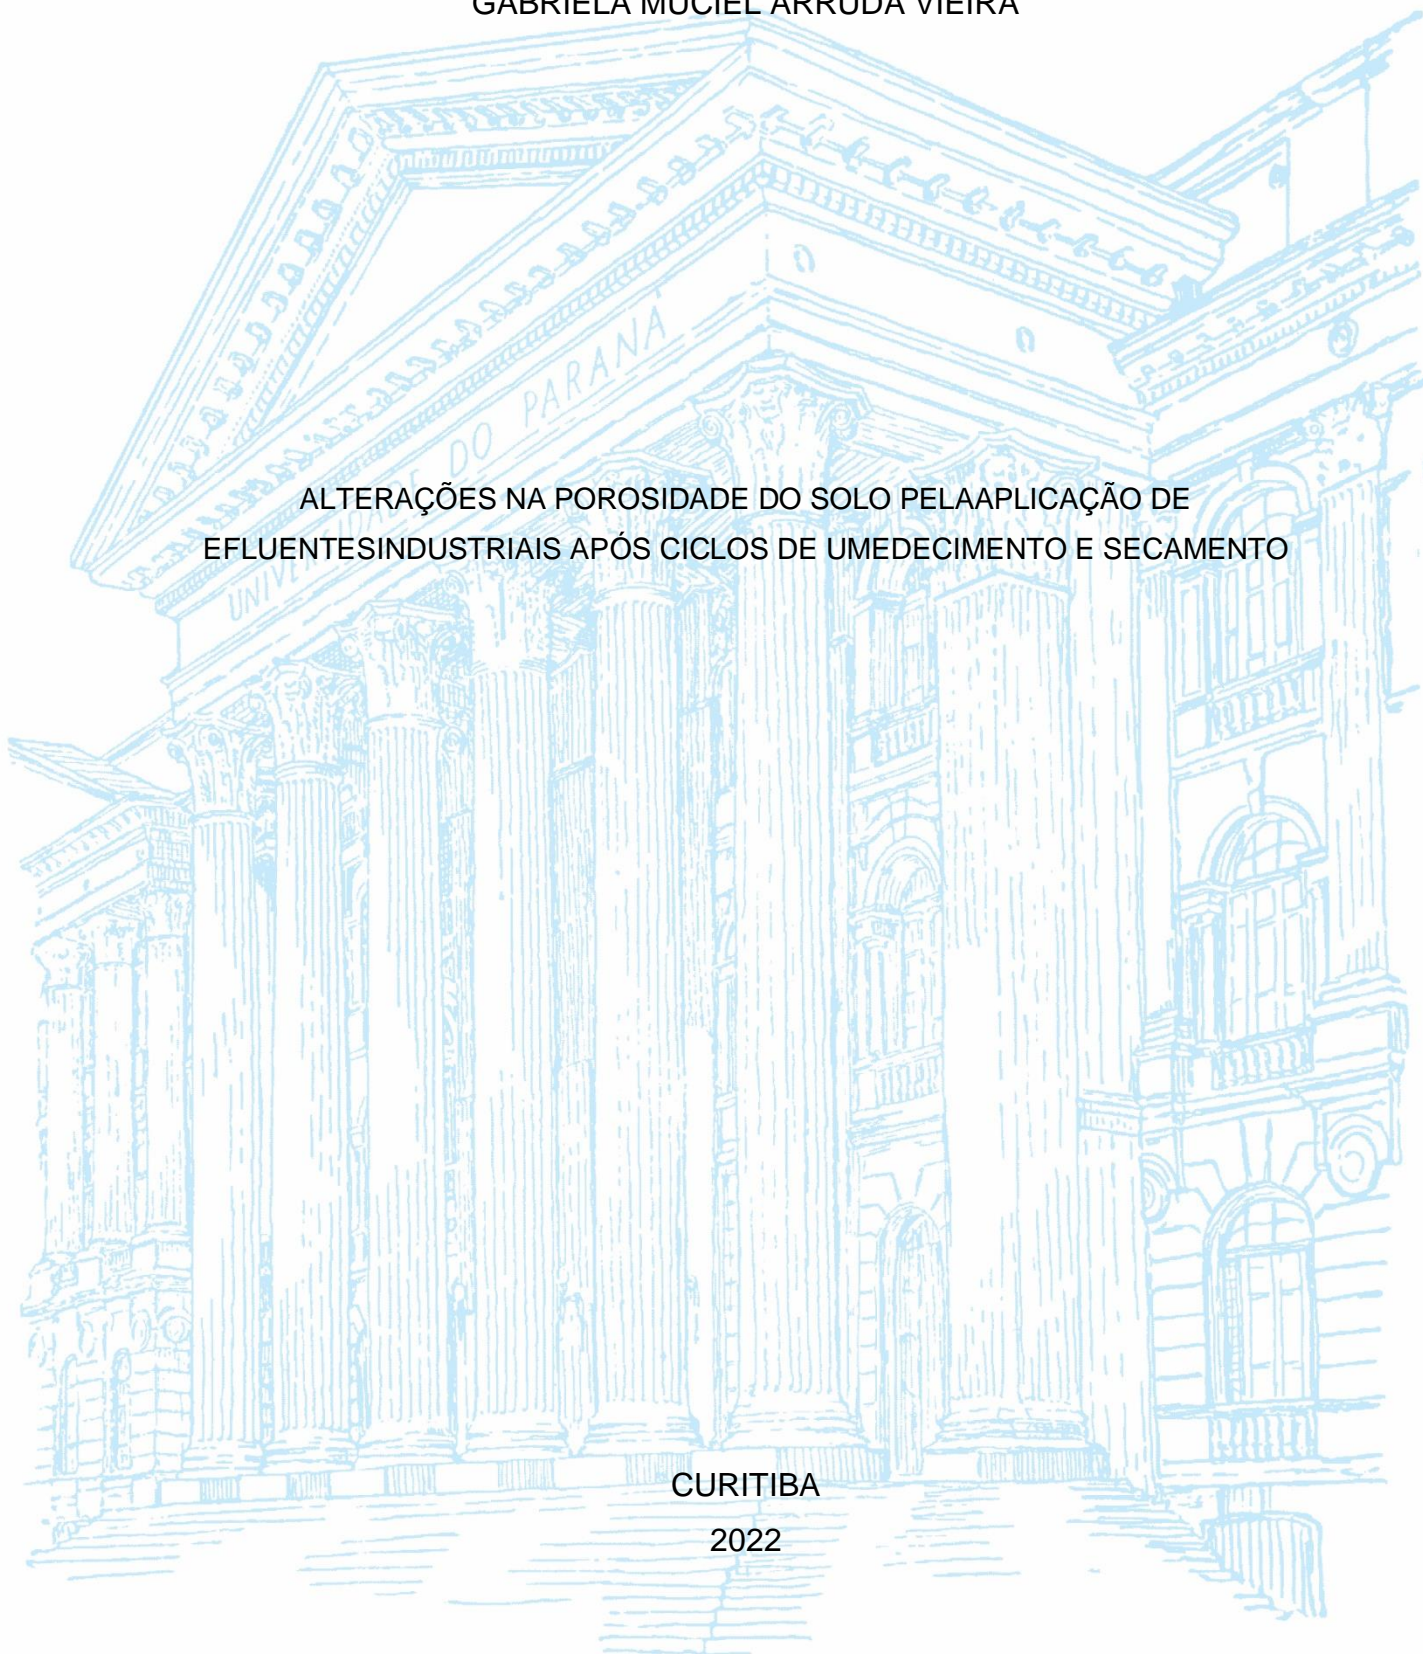 GABRIELA MUCIEL ARRUDA VIEIRA
UNIVERSIDADE DO PARANÁ
ALTERAÇÕES NA POROSIDADE DO SOLO PELAAPLICAÇÃO DE
EFLUENTESINDUSTRIAIS APÓS CICLOS DE UMEDECIMENTO E SECAMENTO
CURITIBA
2022